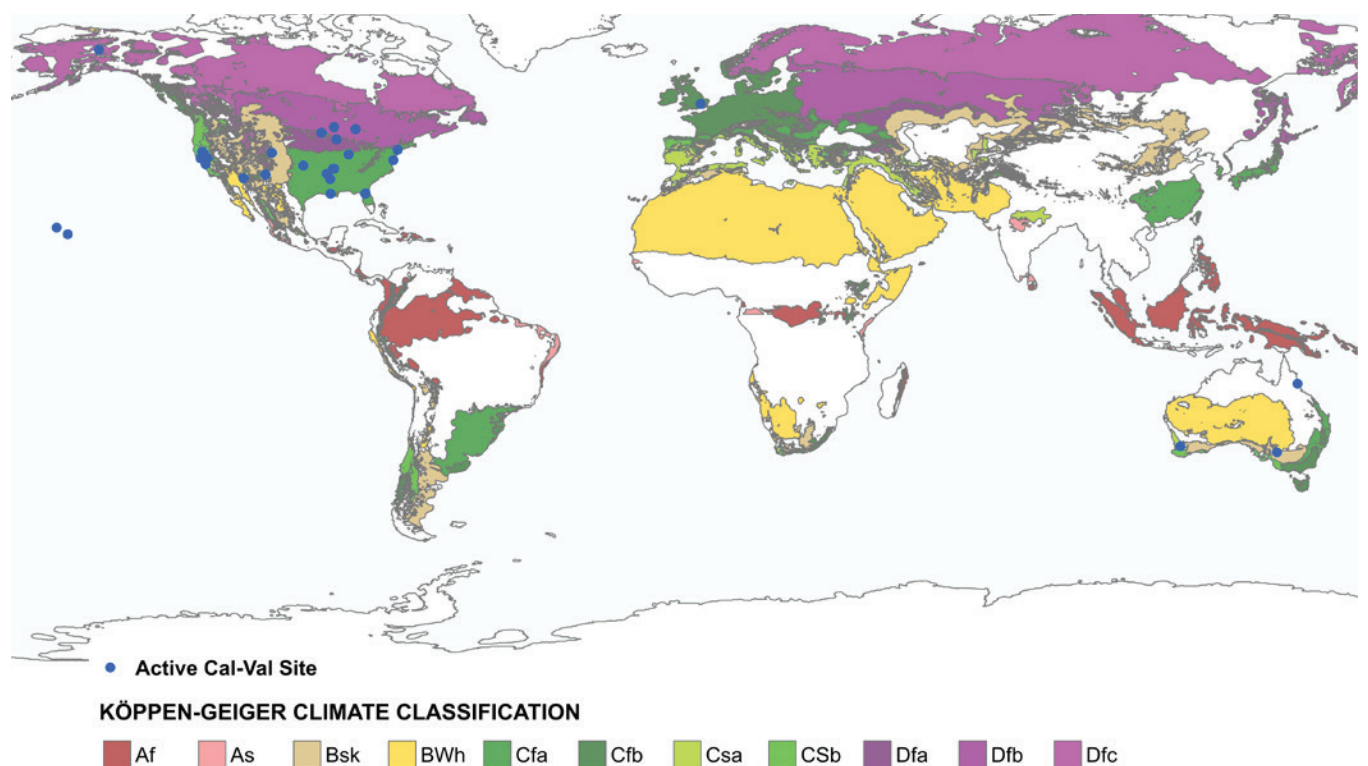 Active Cal-Val Site
KÖPPEN-GEIGER CLIMATE CLASSIFICATION
Af As Bsk BWh Cfa Cfb Csa CSb Dfa Dfb Dfc